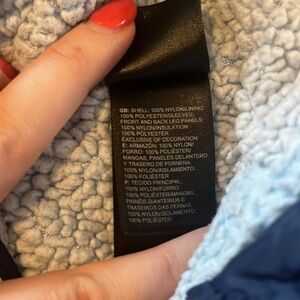 GB: SHELL: 100% NYLON/LINING:
100% POLYESTER/SLEEVES,
FRONT AND BACK LEG PANELS:
100% NYLON/INSULATION:
100% POLYESTER
EXCLUSIVE OF DECORATION
E: ARMAZÓN: 100% NYLON/
FORRO: 100% POLIÉSTER/
MANGAS, PANELES DELANTERO
Y TRASERO DE PERNERA:
100% NYLON/AISLAMIENTO:
100% POLIÉSTER
P: TECIDO PRINCIPAL:
100% NYLON/FORRO:
100% POLIÉSTER/MANGAS,
PAINÉIS DIANTEIROS E
TRASEIROS DAS PERNAS:
100% NYLON/ISOLAMENTO:
100% POLIÉSTER